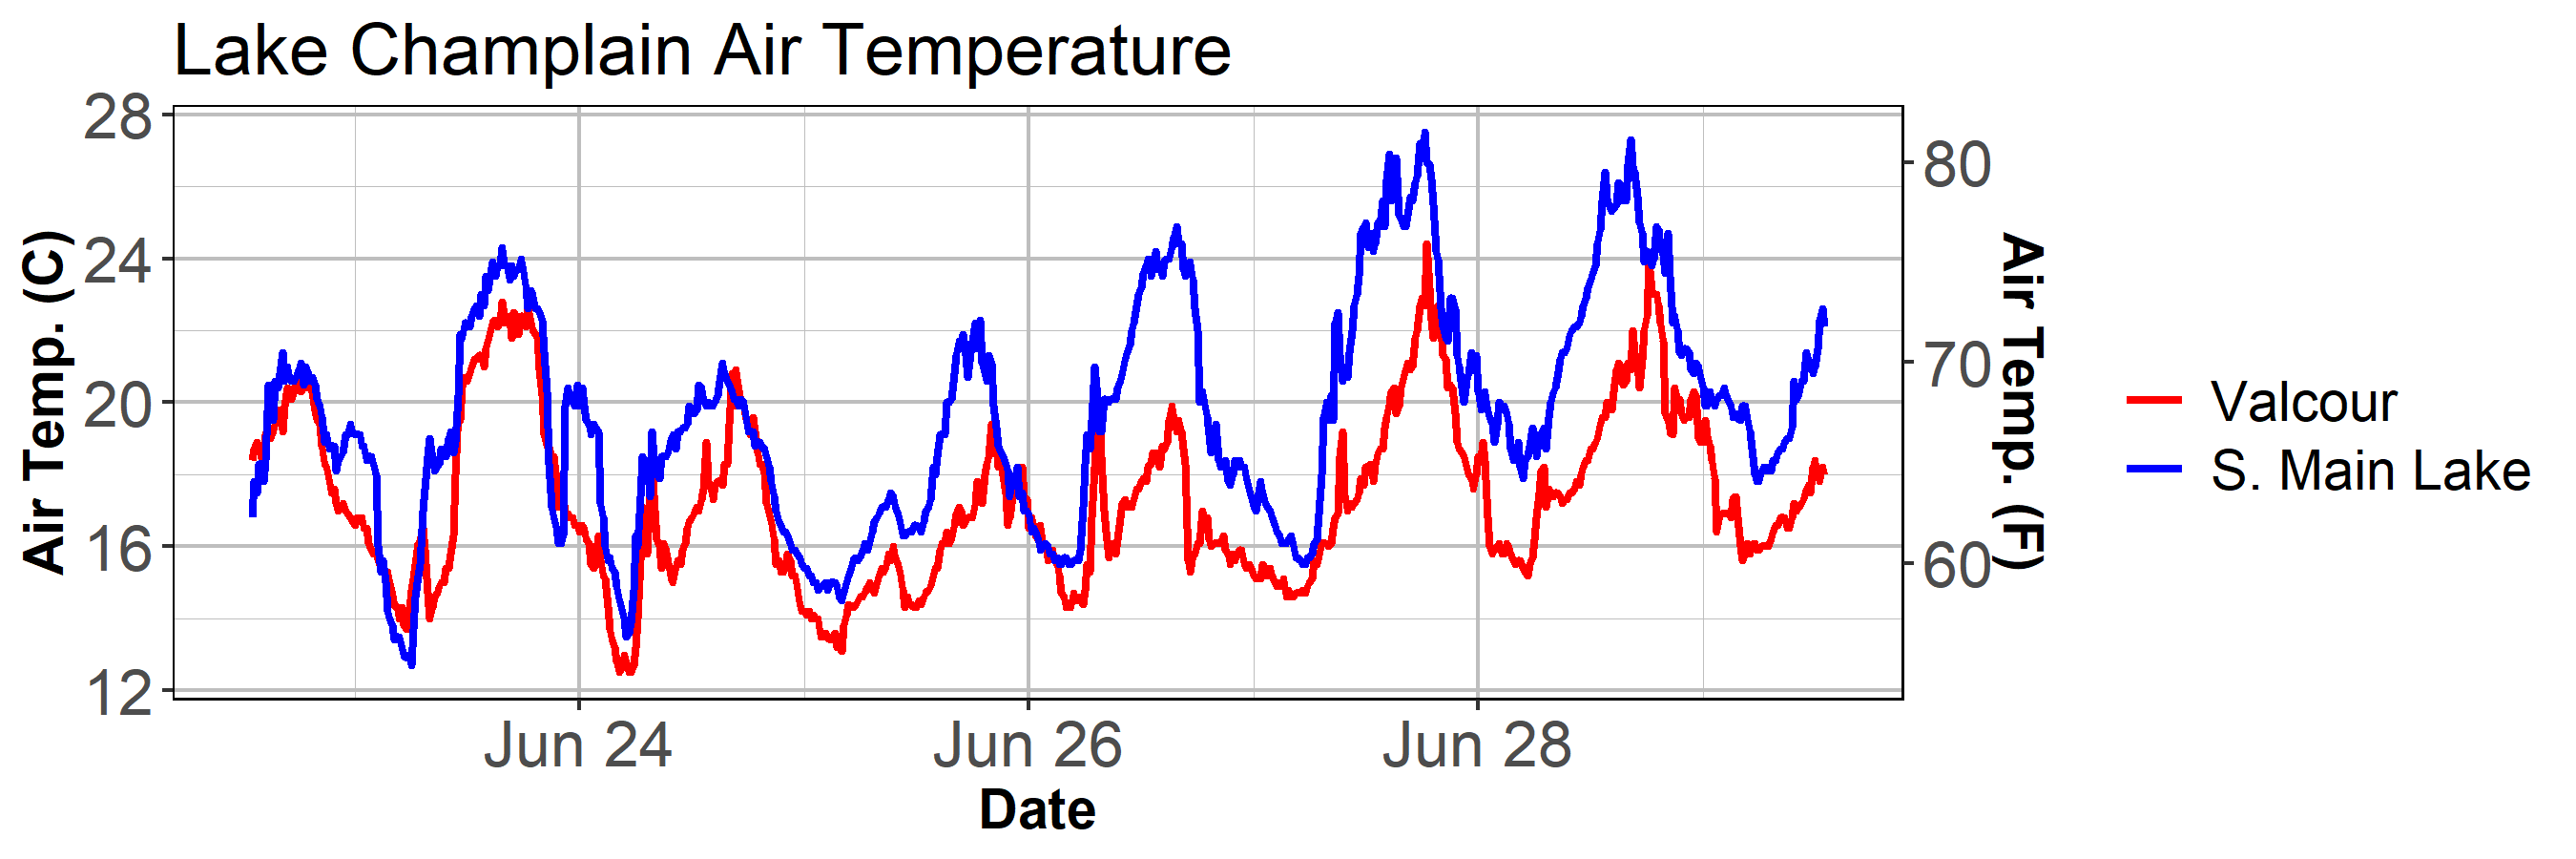 Lake Champlain Air Temperature
28
24
20
16
12
Air Temp. (C)
80
70
60
Air Temp. (F)
Jun 24 Jun 26 Jun 28
Date
Valcour
S. Main Lake